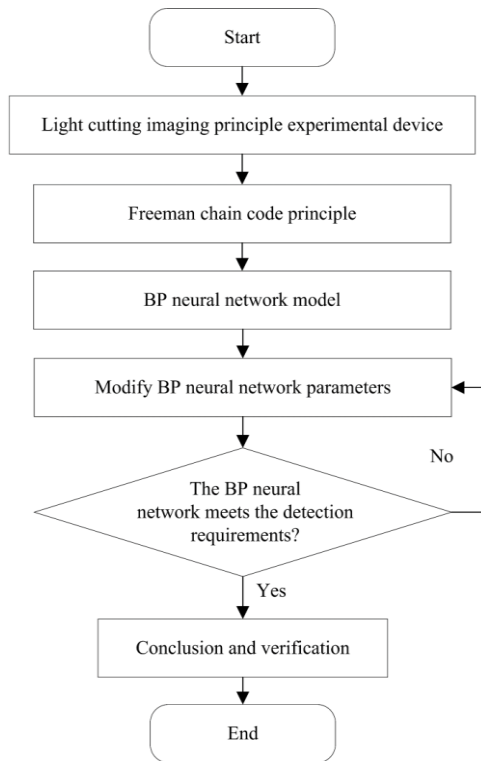 Start
Light cutting imaging principle experimental device
Freeman chain code principle
BP neural network model
Modify BP neural network parameters
No
The BP neural
network meets the detection
requirements?
Yes
Conclusion and verification
End